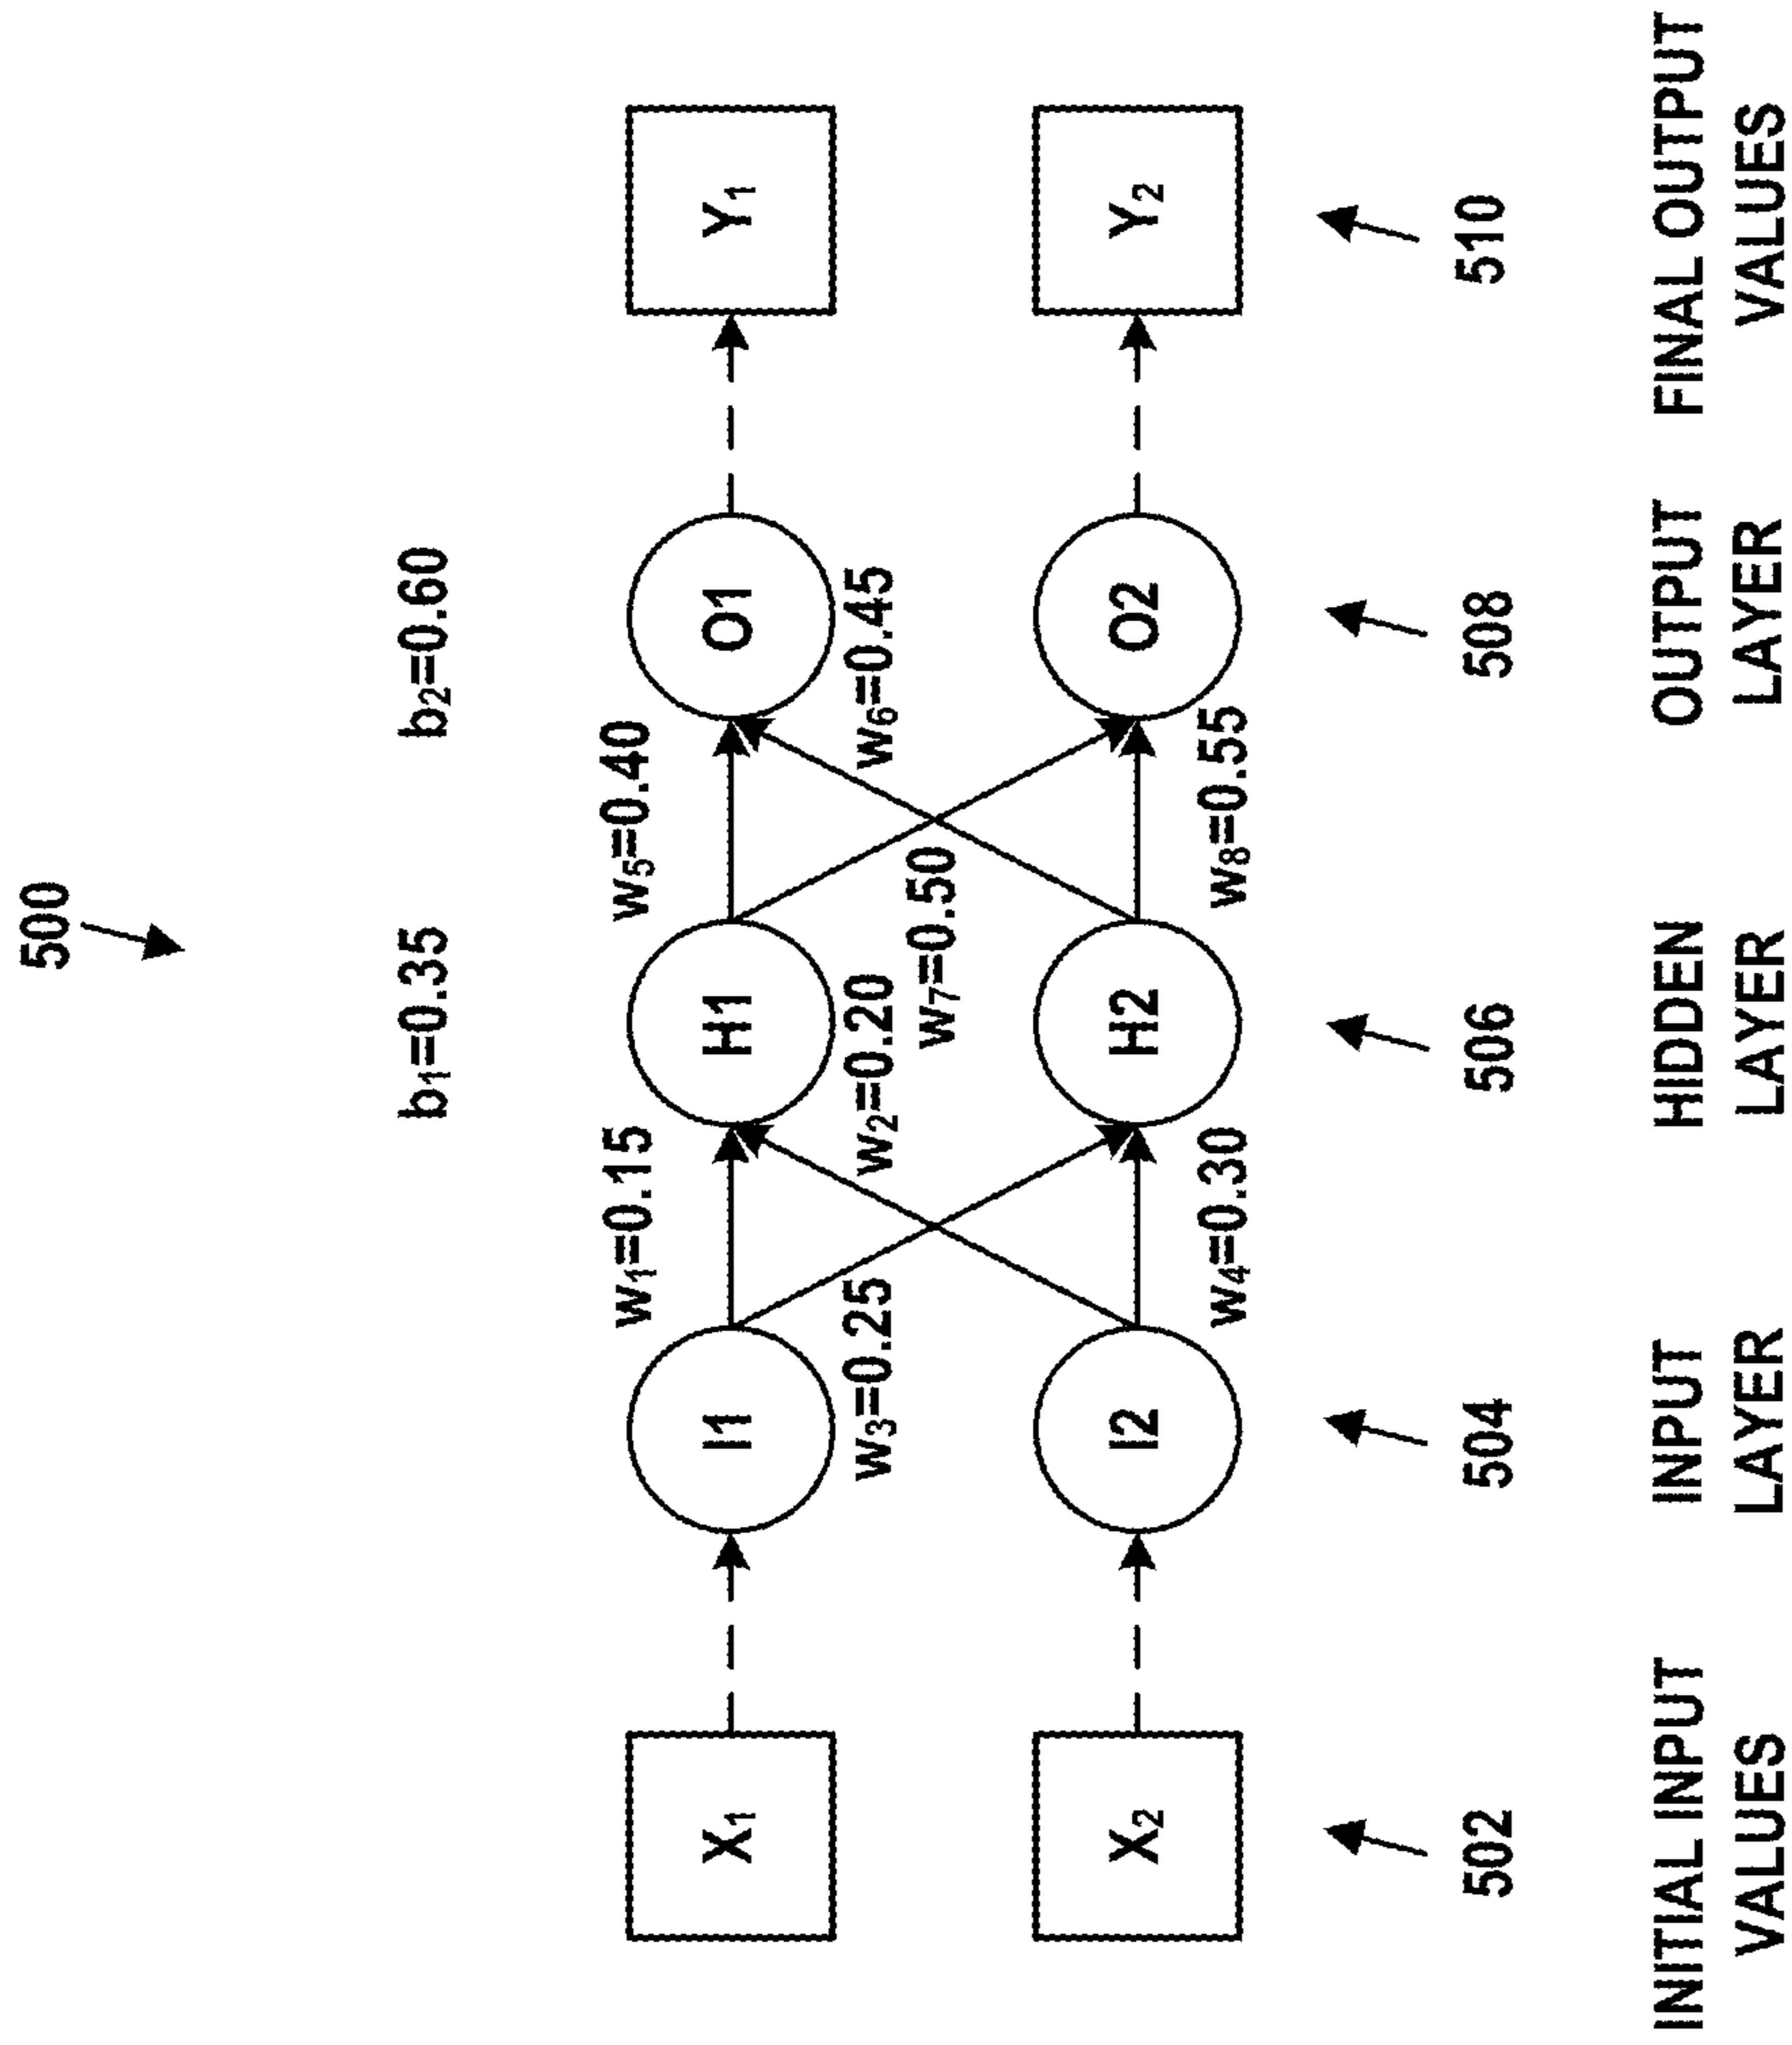 500
b₁=0.35
b₂=0.60
w₁=0.15
w₅=0.40
X₁
I1
H1
O1
Y₁
w₃=0.25
w₂=0.20
w₆=0.45
w₇=0.50
X₂
I2
H2
O2
Y₂
w₄=0.30
w₈=0.55
502
504
506
508
510
INITIAL INPUT
VALUES
INPUT
LAYER
HIDDEN
LAYER
OUTPUT
LAYER
FINAL OUTPUT
VALUES